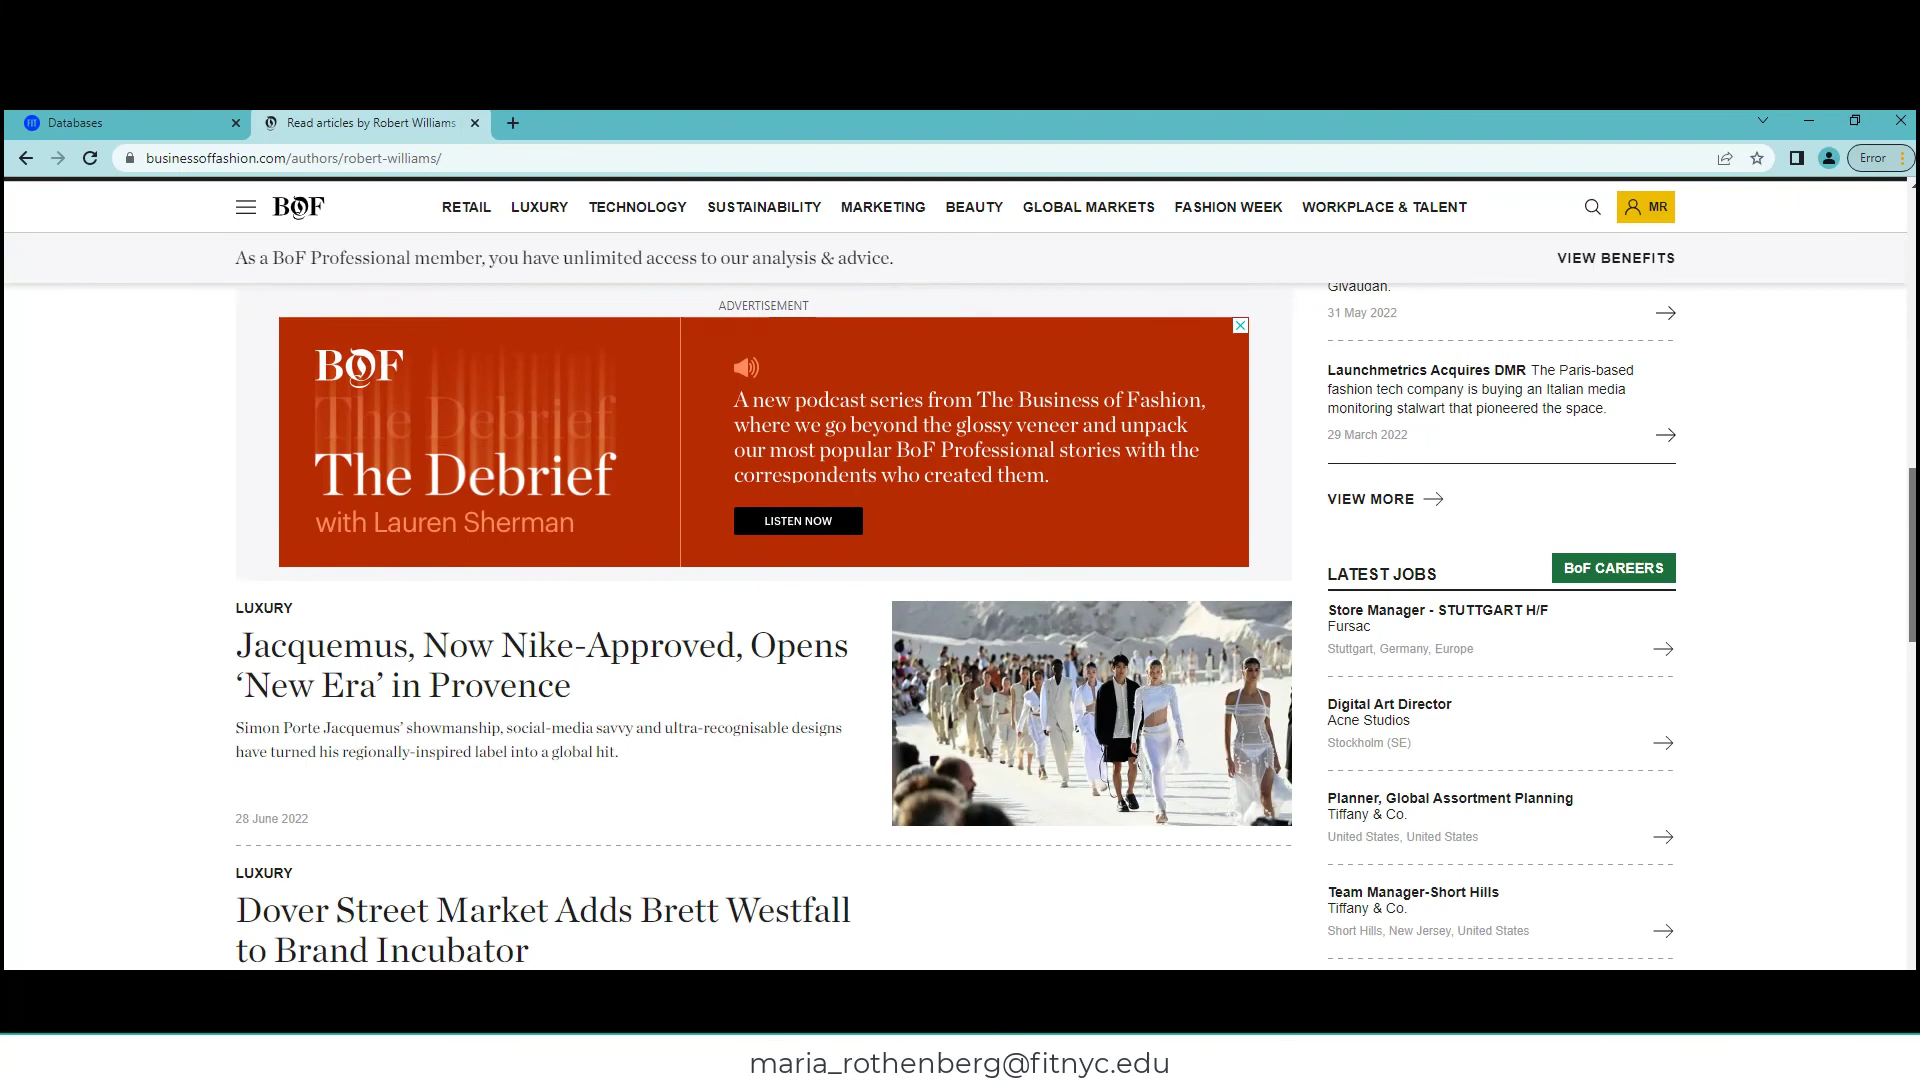 Databases
Read articles by Robert Williams
businessoffashion.com/authors/robert-williams/
Error
BOF
RETAIL LUXURY TECHNOLOGY SUSTAINABILITY MARKETING BEAUTY GLOBAL MARKETS FASHION WEEK WORKPLACE & TALENT
MR
As a BoF Professional member, you have unlimited access to our analysis & advice.
VIEW BENEFITS
ADVERTISEMENT
BOF
The Debrief
The Debrief
with Lauren Sherman
A new podcast series from The Business of Fashion,
where we go beyond the glossy veneer and unpack
our most popular BoF Professional stories with the
correspondents who created them.
LISTEN NOW
LUXURY
Jacquemus, Now Nike-Approved, Opens
‘New Era’ in Provence
Simon Porte Jacquemus’ showmanship, social-media savvy and ultra-recognisable designs
have turned his regionally-inspired label into a global hit.
28 June 2022
LUXURY
Dover Street Market Adds Brett Westfall
to Brand Incubator
Givaudan.
31 May 2022
Launchmetrics Acquires DMR The Paris-based
fashion tech company is buying an Italian media
monitoring stalwart that pioneered the space.
29 March 2022
VIEW MORE
LATEST JOBS
BoF CAREERS
Store Manager - STUTTGART H/F
Fursac
Stuttgart, Germany, Europe
Digital Art Director
Acne Studios
Stockholm (SE)
Planner, Global Assortment Planning
Tiffany & Co.
United States, United States
Team Manager-Short Hills
Tiffany & Co.
Short Hills, New Jersey, United States
maria_rothenberg@fitnyc.edu